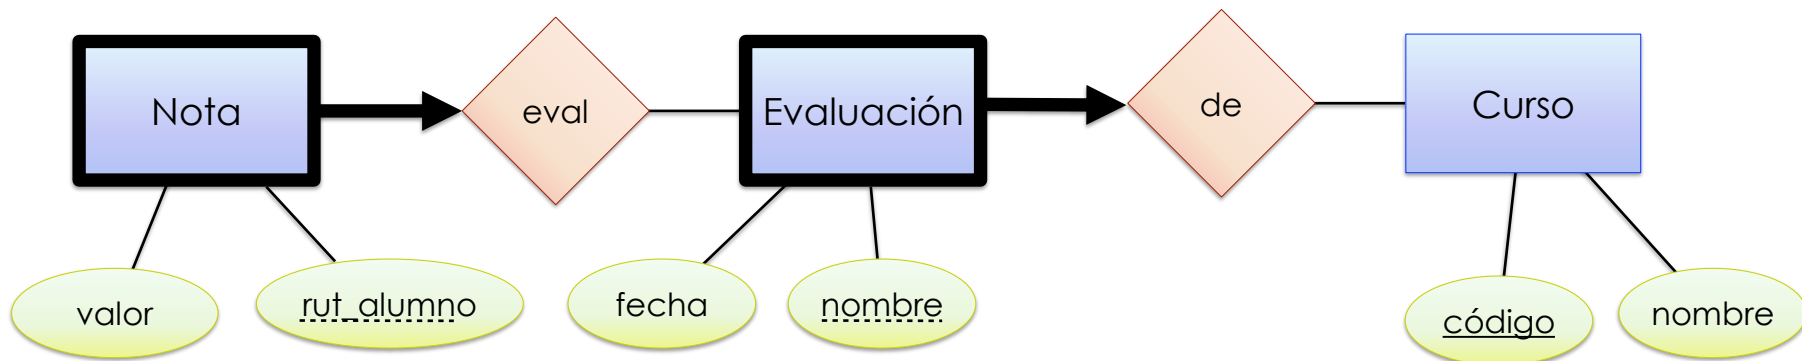 Nota
eval
Evaluación
de
Curso
valor
rut_alumno
fecha
nombre
código
nombre